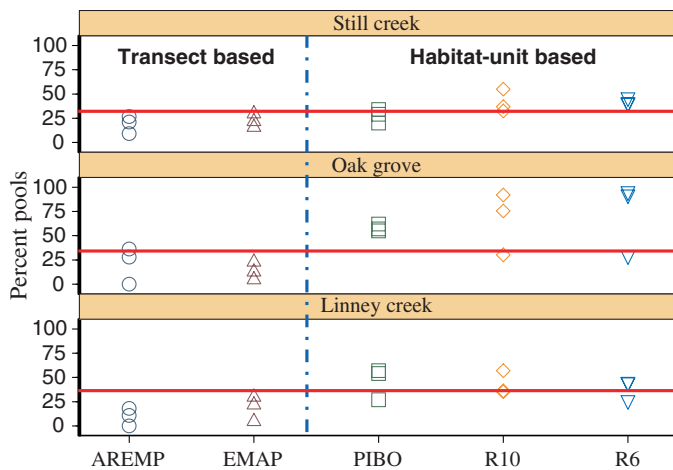 Still creek
100
75
50
25
0
Transect based Habitat-unit based
Oak grove
100
75
50
25
0
Percent pools
Linney creek
100
75
50
25
0
AREMP EMAP PIBO R10 R6